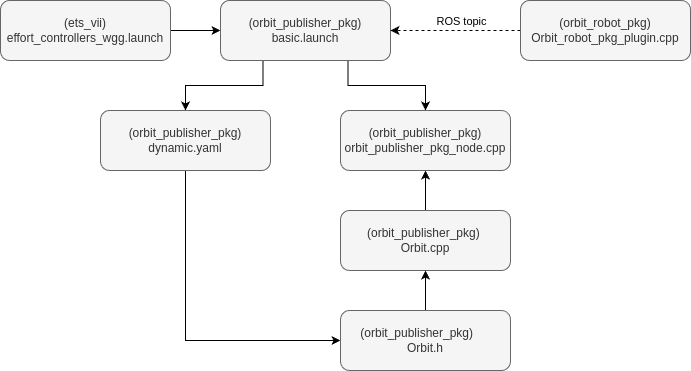 (ets_vii)
effort_controllers_wgg.launch
(orbit_publisher_pkg)
basic.launch
ROS topic
(orbit_robot_pkg)
Orbit_robot_pkg_plugin.cpp
(orbit_publisher_pkg)
dynamic.yaml
(orbit_publisher_pkg)
orbit_publisher_pkg_node.cpp
(orbit_publisher_pkg)
Orbit.cpp
(orbit_publisher_pkg)
Orbit.h